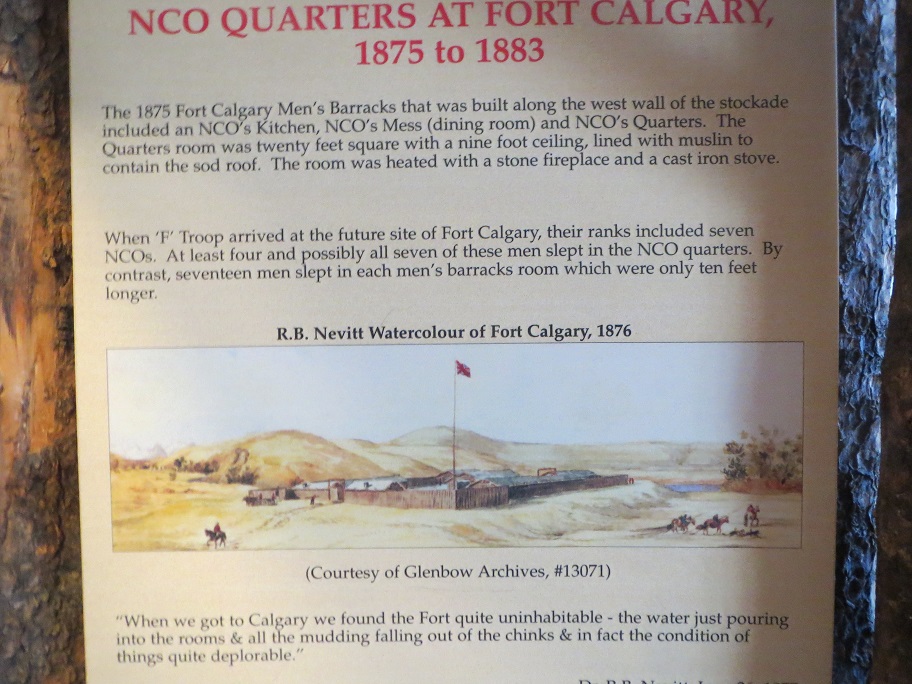 NCO QUARTERS AT FORT CALGARY,
1875 to 1883
The 1875 Fort Calgary Men's Barracks that was built along the west wall of the stockade
included an NCO's Kitchen, NCO's Mess (dining room) and NCO's Quarters. The
Quarters room was twenty feet square with a nine foot ceiling, lined with muslin to
contain the sod roof. The room was heated with a stone fireplace and a cast iron stove.
When 'F' Troop arrived at the future site of Fort Calgary, their ranks included seven
NCOs. At least four and possibly all seven of these men slept in the NCO quarters. By
contrast, seventeen men slept in each men's barracks room which were only ten feet
longer.
R.B. Nevitt Watercolour of Fort Calgary, 1876
(Courtesy of Glenbow Archives, #13071)
"When we got to Calgary we found the Fort quite uninhabitable - the water just pouring
into the rooms & all the mudding falling out of the chinks & in fact the condition of
things quite deplorable."